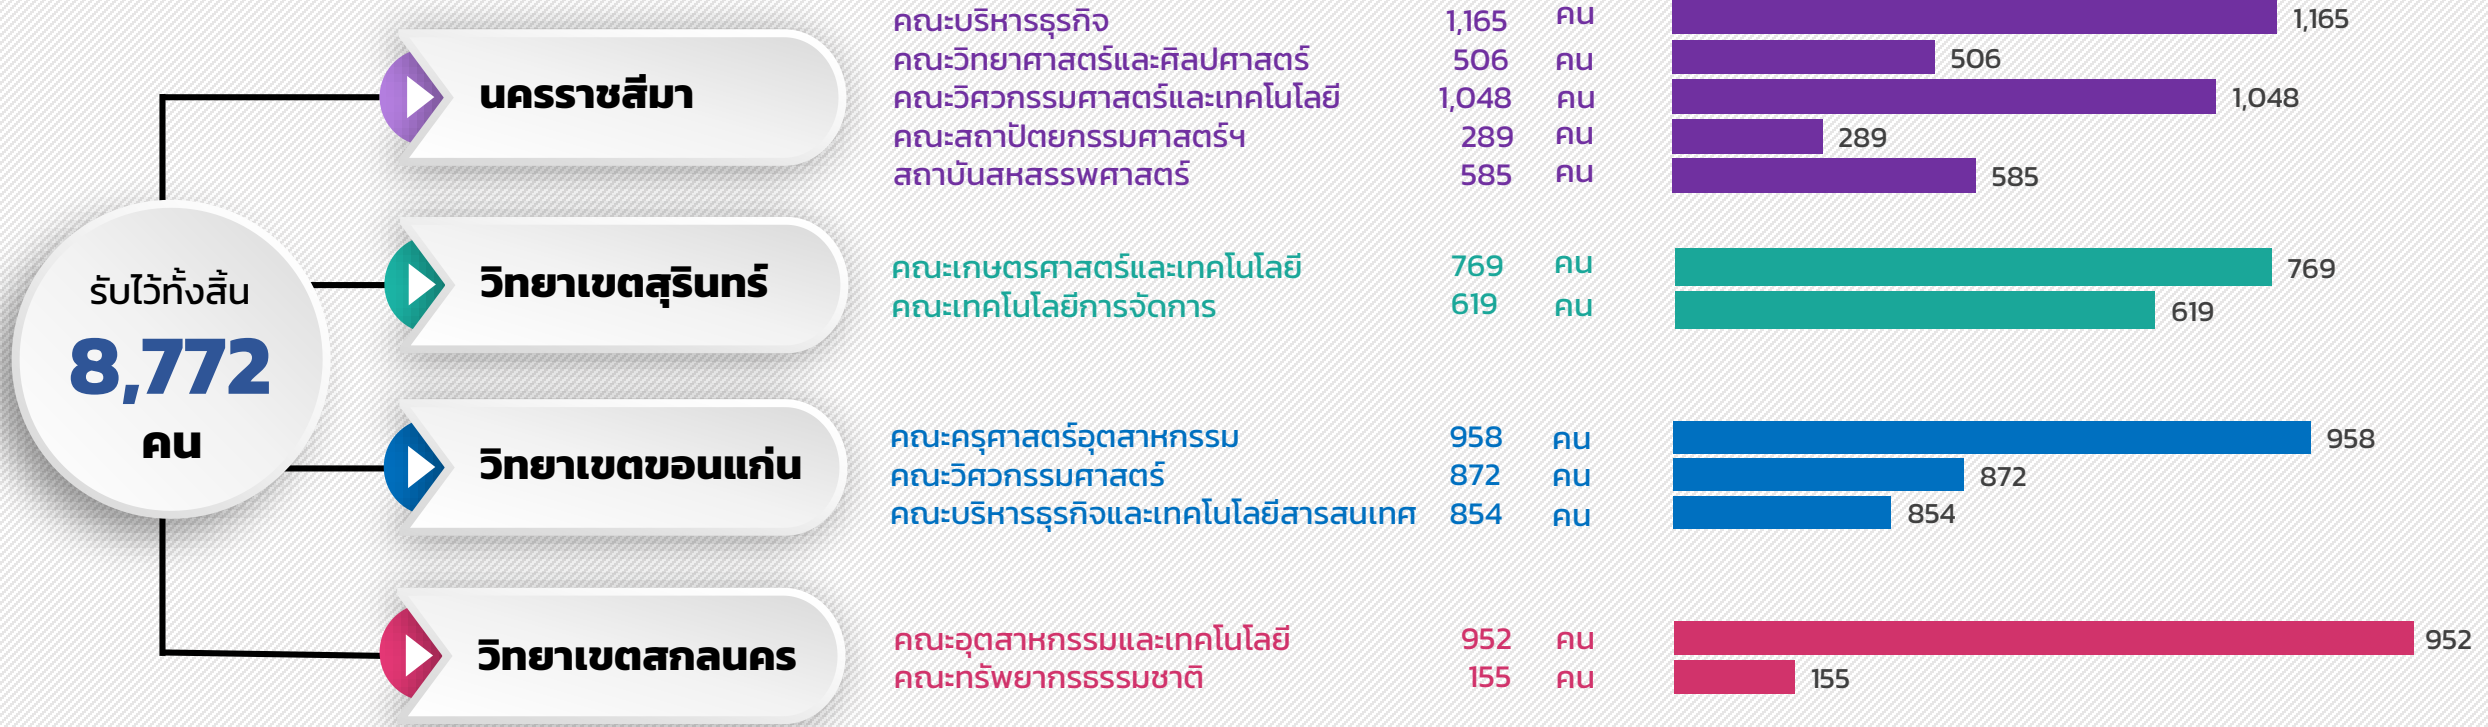 รับไว้ทั้งสิ้น
8,772
คน
นครราชสีมา
คณะบริหารธุรกิจ 1,165 คน 1,165
คณะวิทยาศาสตร์และศิลปศาสตร์ 506 คน 506
คณะวิศวกรรมศาสตร์และเทคโนโลยี 1,048 คน 1,048
คณะสถาปัตยกรรมศาสตร์ฯ 289 คน 289
สถาบันสหสรรพศาสตร์ 585 คน 585
วิทยาเขตสุรินทร์
คณะเกษตรศาสตร์และเทคโนโลยี 769 คน 769
คณะเทคโนโลยีการจัดการ 619 คน 619
วิทยาเขตขอนแก่น
คณะครุศาสตร์อุตสาหกรรม 958 คน 958
คณะวิศวกรรมศาสตร์ 872 คน 872
คณะบริหารธุรกิจและเทคโนโลยีสารสนเทศ 854 คน 854
วิทยาเขตสกลนคร
คณะอุตสาหกรรมและเทคโนโลยี 952 คน 952
คณะทรัพยากรธรรมชาติ 155 คน 155